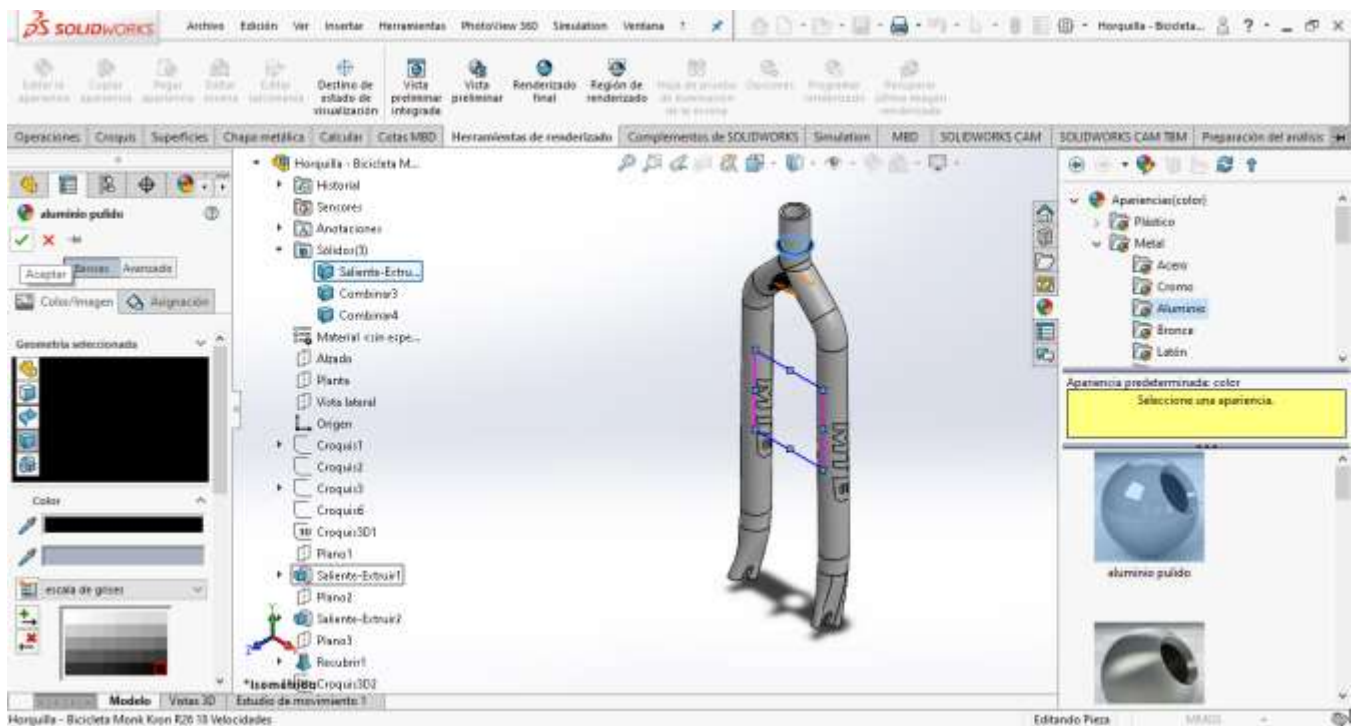 SOLIDWORKS Archivo Edición Ver Insertar Herramientas PhotoView 360 Simulation Ventana ? Horquilla - Bicicleta... ?
Destino de estado de visualización
Vista preliminar integrada
Vista preliminar
Renderizado final
Región de renderizado
Operaciones Croquis Superficies Chapa metálica Calcular Cotas MBD Herramientas de renderizado Complementos de SOLIDWORKS Simulation MBD SOLIDWORKS CAM SOLIDWORKS CAM TBM Preparación del análisis
aluminio pulido
Aceptar
Avanzado
Color/Imagen Asignación
Geometría seleccionada
Color
escala de grises
Horquilla - Bicicleta M...
Historial
Sensores
Anotaciones
Sólidos(3)
Saliente-Extru...
Combinar3
Combinar4
Material <sin espe...
Alzado
Planta
Vista lateral
Origen
Croquis1
Croquis2
Croquis3
Croquis6
3D Croquis3D1
Plano1
Saliente-Extruir1
Plano2
Saliente-Extruir2
Plano3
Recubrir1
Croquis3D2
Apariencias(color)
Plástico
Metal
Acero
Cromo
Aluminio
Bronce
Latón
Apariencia predeterminada: color
Seleccione una apariencia.
aluminio pulido
Modelo Vistas 3D Estudio de movimiento 1
Horquilla - Bicicleta Monk Kron R26 18 Velocidades
Editando Pieza MMGS